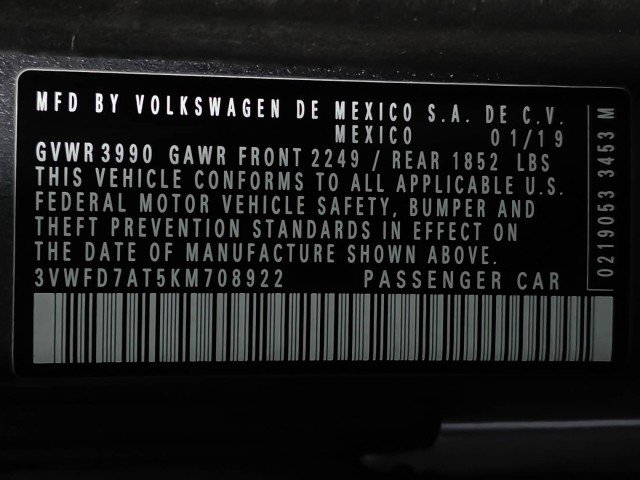 MFD BY VOLKSWAGEN DE MEXICO S.A. DE C.V.
MEXICO 01/19
GVWR 3990 GAWR FRONT 2249 / REAR 1852 LBS
THIS VEHICLE CONFORMS TO ALL APPLICABLE U.S.
FEDERAL MOTOR VEHICLE SAFETY, BUMPER AND
THEFT PREVENTION STANDARDS IN EFFECT ON
THE DATE OF MANUFACTURE SHOWN ABOVE.
3VWFD7AT5KM708922 PASSENGER CAR
0219053 3453 M